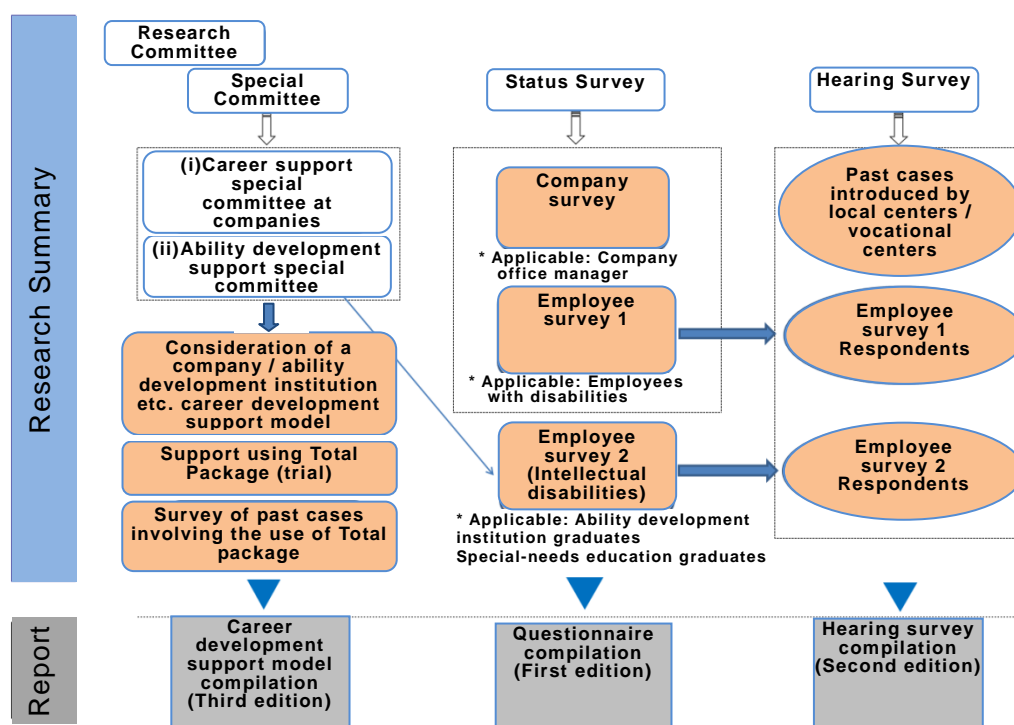 Research Summary
Research
Committee
Special
Committee
(i)Career support
special
committee at
companies
(ii)Ability development
support special
committee
Consideration of a
company / ability
development institution
etc. career development
support model
Support using Total
Package (trial)
Survey of past cases
involving the use of Total
package
Status Survey
Company
survey
* Applicable: Company
office manager
Employee
survey 1
* Applicable: Employees
with disabilities
Employee
survey 2
(Intellectual
disabilities)
* Applicable: Ability development
institution graduates
Special-needs education graduates
Hearing Survey
Past cases
introduced by
local centers /
vocational
centers
Employee
survey 1
Respondents
Employee
survey 2
Respondents
Report
Career
development
support model
compilation
(Third edition)
Questionnaire
compilation
(First edition)
Hearing survey
compilation
(Second edition)